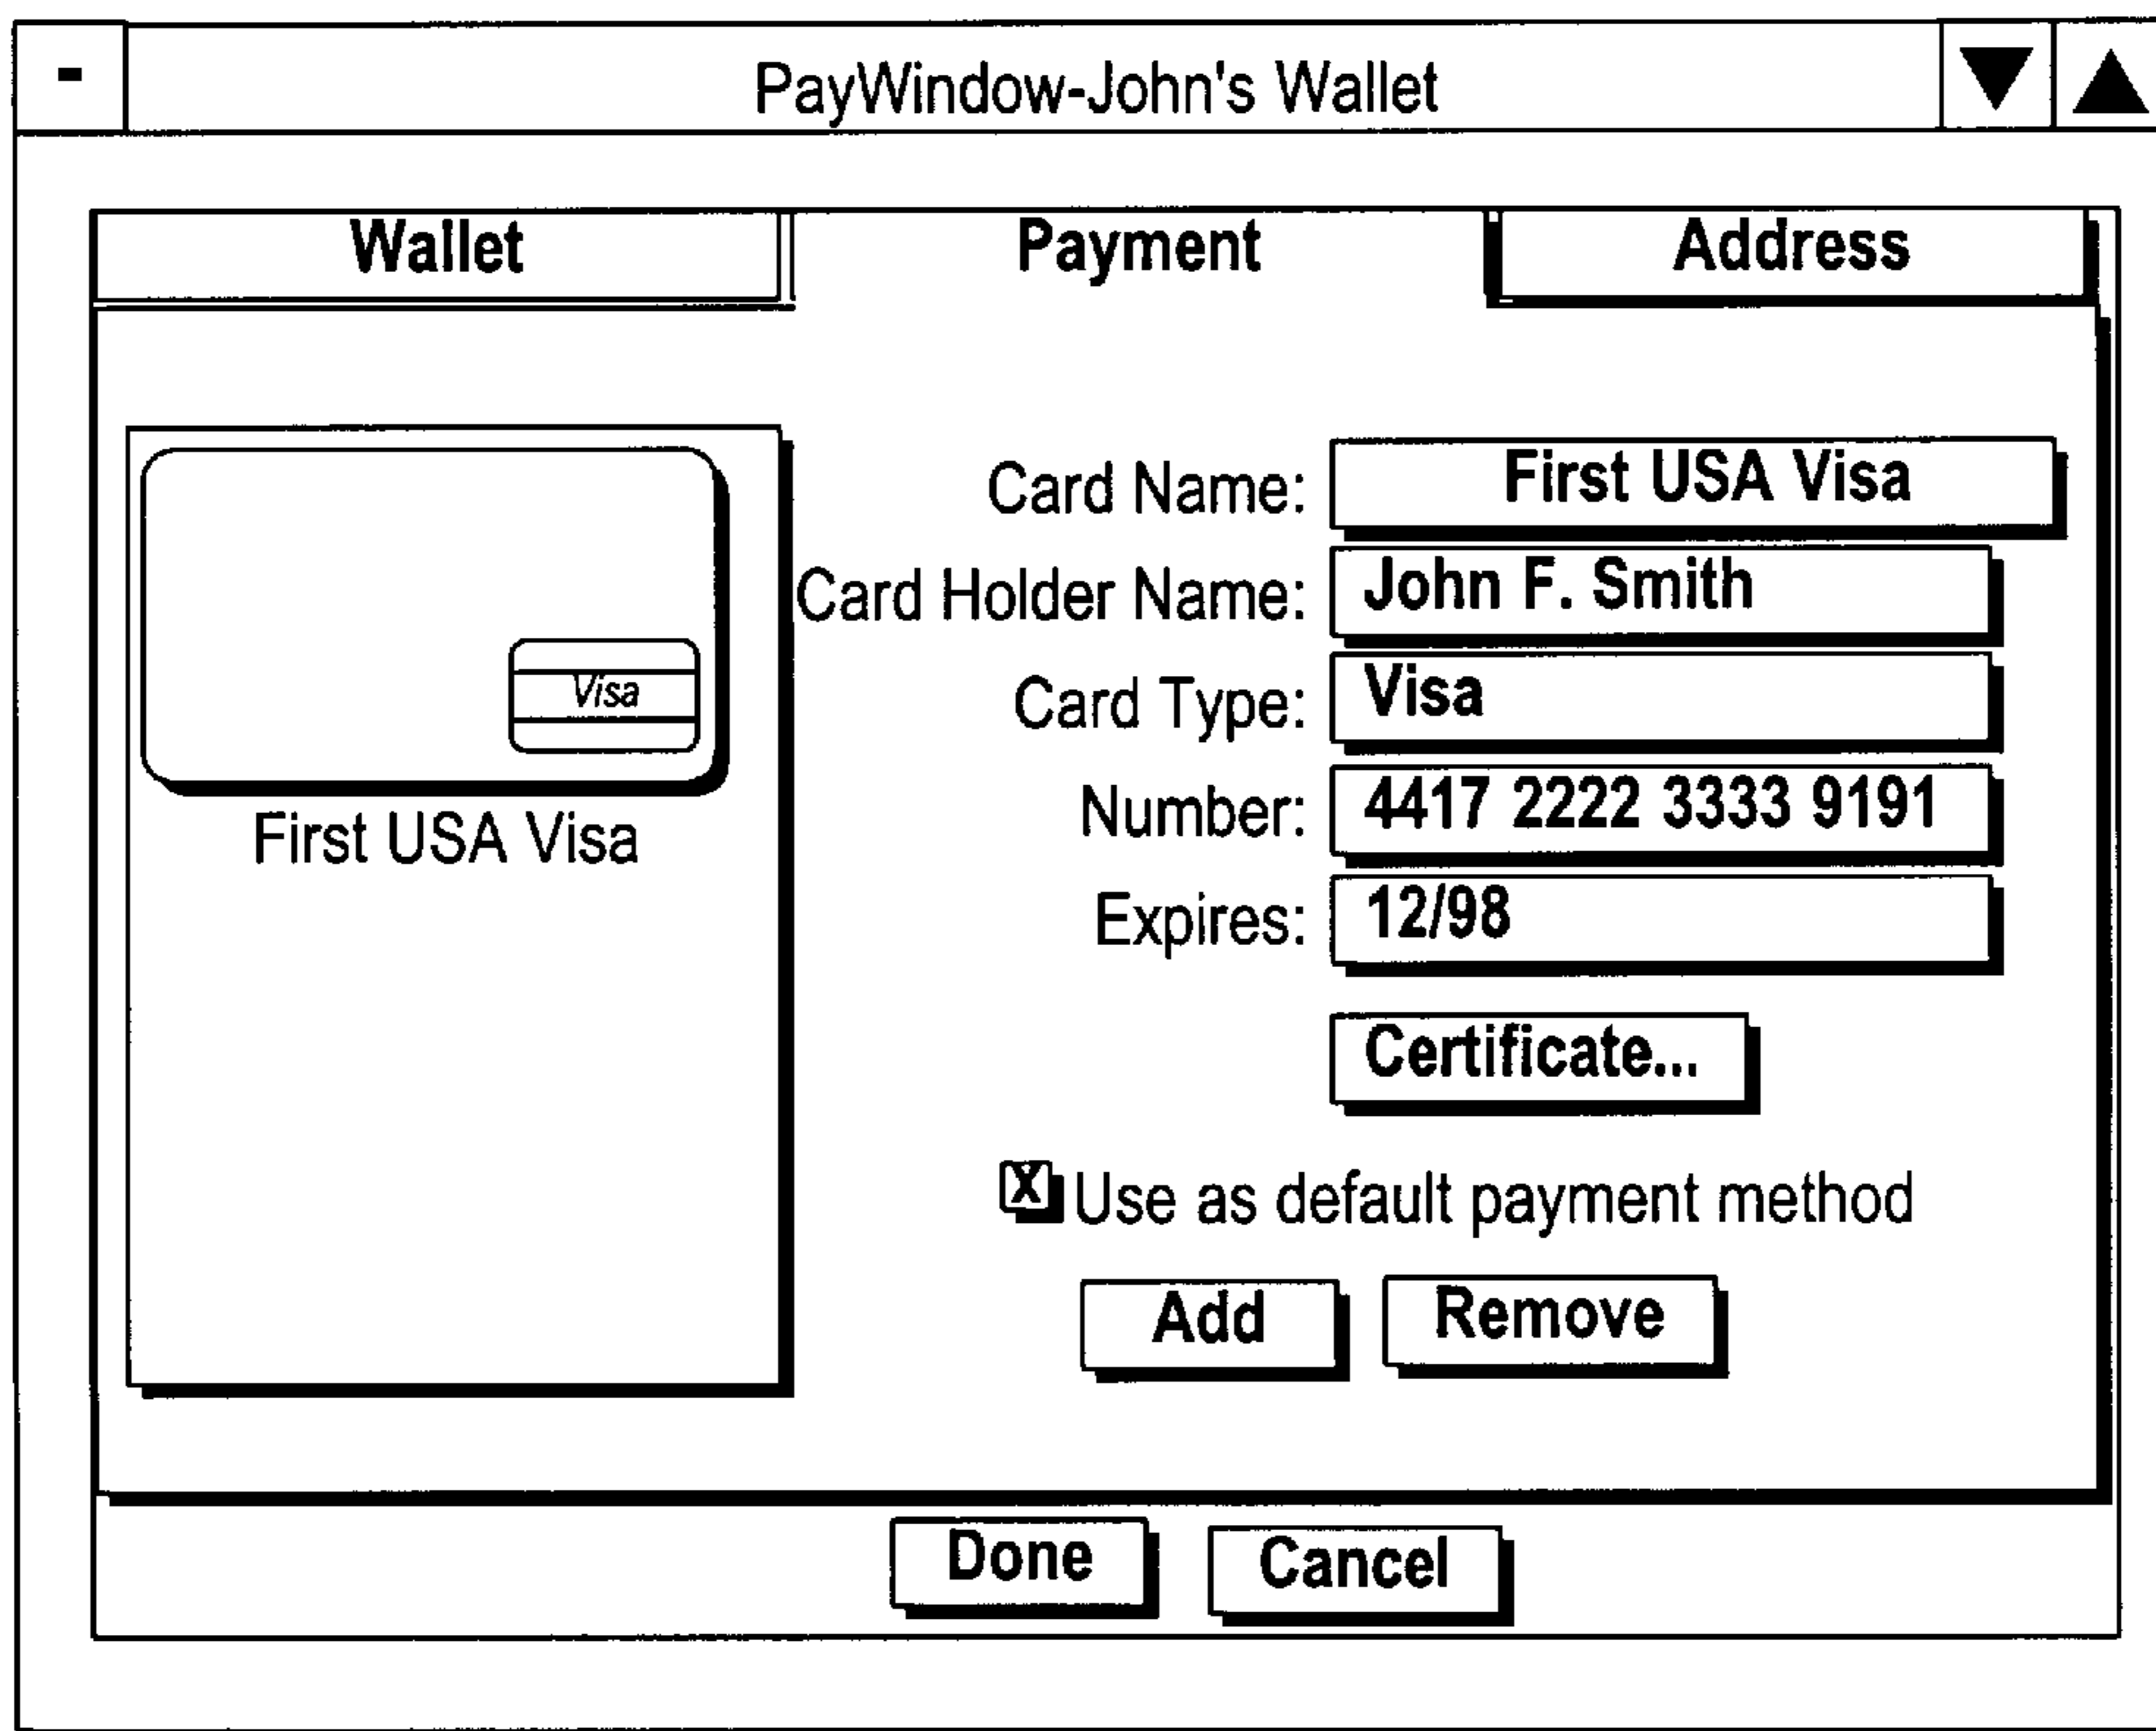 -
PayWindow-John's Wallet
Wallet Payment Address
Visa
First USA Visa
Card Name: First USA Visa
Card Holder Name: John F. Smith
Card Type: Visa
Number: 4417 2222 3333 9191
Expires: 12/98
Certificate...
X Use as default payment method
Add Remove
Done Cancel